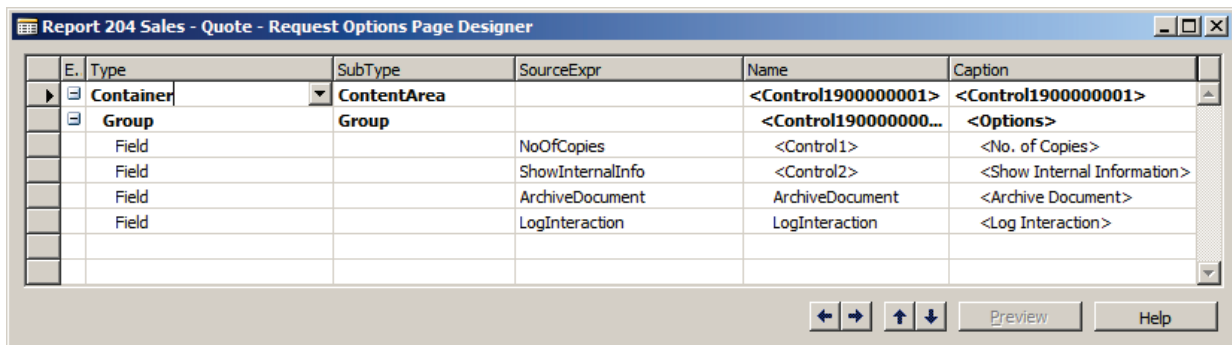 Report 204 Sales - Quote - Request Options Page Designer
E. Type SubType SourceExpr Name Caption
Container ContentArea <Control1900000001> <Control1900000001>
Group Group <Control190000000... <Options>
Field NoOfCopies <Control1> <No. of Copies>
Field ShowInternalInfo <Control2> <Show Internal Information>
Field ArchiveDocument ArchiveDocument <Archive Document>
Field LogInteraction LogInteraction <Log Interaction>
Preview Help